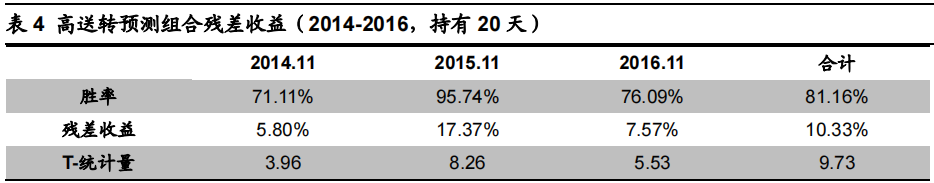 表 4 高送转预测组合残差收益（2014-2016，持有 20 天）
2014.11 2015.11 2016.11 合计
胜率 71.11% 95.74% 76.09% 81.16%
残差收益 5.80% 17.37% 7.57% 10.33%
T-统计量 3.96 8.26 5.53 9.73